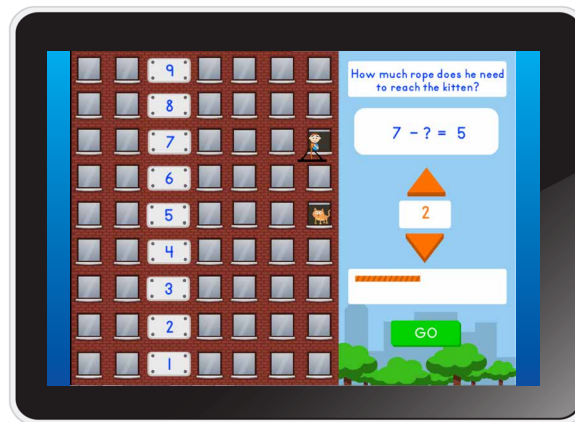 9
8
7
6
5
4
3
2
1
How much rope does he need
to reach the kitten?
7 - ? = 5
2
GO